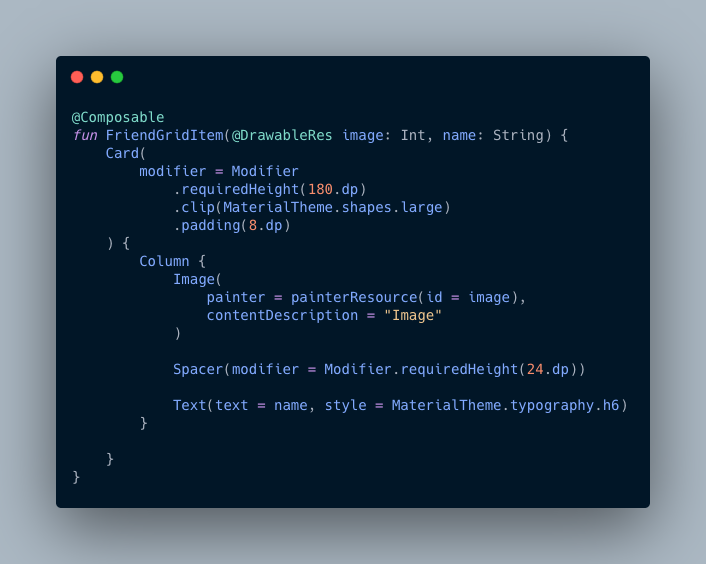 @Composable
fun FriendGridItem(@DrawableRes image: Int, name: String) {
    Card(
        modifier = Modifier
            .requiredHeight(180.dp)
            .clip(MaterialTheme.shapes.large)
            .padding(8.dp)
    ) {
        Column {
            Image(
                painter = painterResource(id = image),
                contentDescription = "Image"
            )

            Spacer(modifier = Modifier.requiredHeight(24.dp))

            Text(text = name, style = MaterialTheme.typography.h6)
        }

    }
}